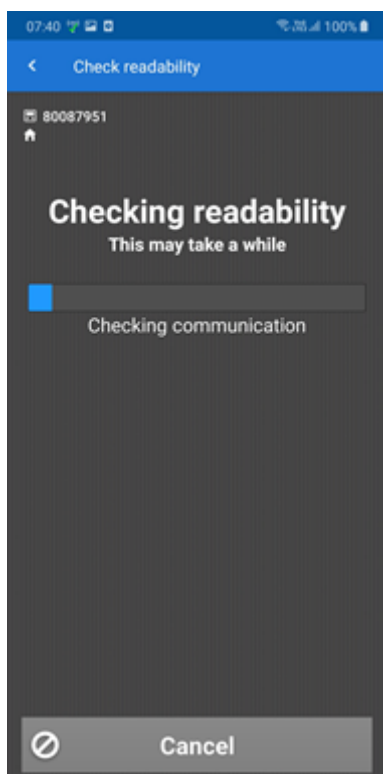 07:40 100%
Check readability
80087951
Checking readability
This may take a while
Checking communication
Cancel